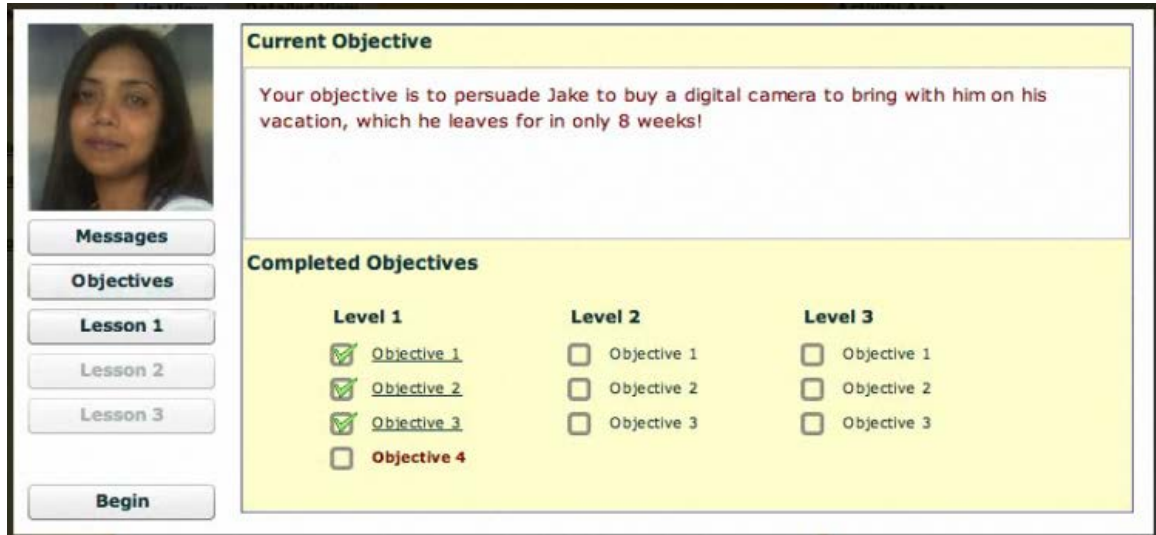 Current Objective
Your objective is to persuade Jake to buy a digital camera to bring with him on his
vacation, which he leaves for in only 8 weeks!
Messages
Objectives
Lesson 1
Lesson 2
Lesson 3
Begin
Completed Objectives
Level 1
Objective 1
Objective 2
Objective 3
Objective 4
Level 2
Objective 1
Objective 2
Objective 3
Level 3
Objective 1
Objective 2
Objective 3